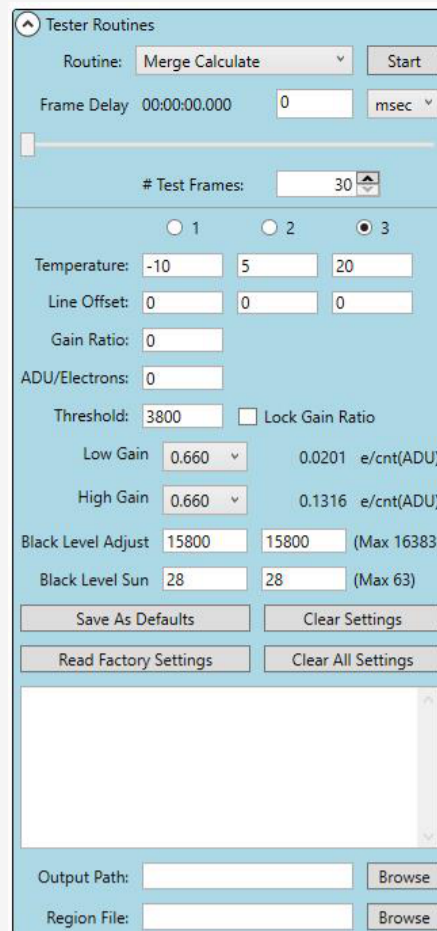 Tester Routines
Routine: Merge Calculate Start
Frame Delay 00:00:00.000 0 msec
# Test Frames: 30
1 2 3
Temperature: -10 5 20
Line Offset: 0 0 0
Gain Ratio: 0
ADU/Electrons: 0
Threshold: 3800 Lock Gain Ratio
Low Gain 0.660 0.0201 e/cnt(ADU)
High Gain 0.660 0.1316 e/cnt(ADU)
Black Level Adjust 15800 15800 (Max 16383
Black Level Sun 28 28 (Max 63)
Save As Defaults Clear Settings
Read Factory Settings Clear All Settings
Output Path: Browse
Region File: Browse